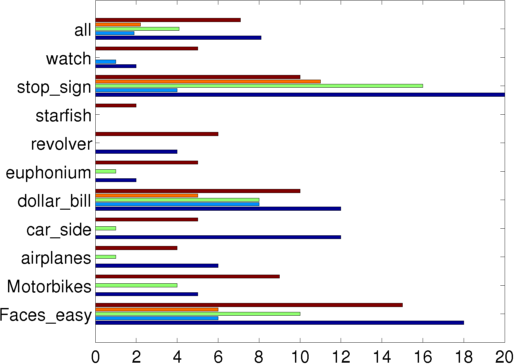 all
watch
stop_sign
starfish
revolver
euphonium
dollar_bill
car_side
airplanes
Motorbikes
Faces_easy
0 2 4 6 8 10 12 14 16 18 20